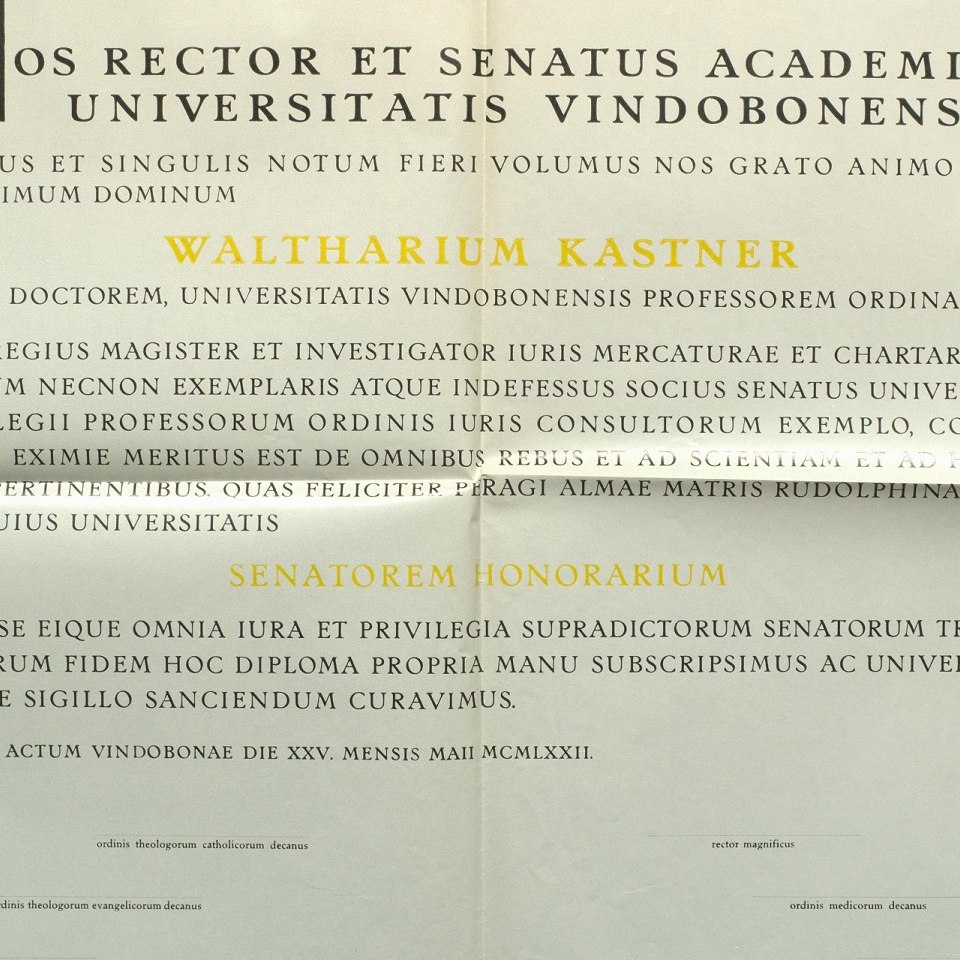 OS RECTOR ET SENATUS ACADEMI
UNIVERSITATIS VINDOBONENS
US ET SINGULIS NOTUM FIERI VOLUMUS NOS GRATO ANIMO
IMUM DOMINUM
WALTHARIUM KASTNER
DOCTOREM, UNIVERSITATIS VINDOBONENSIS PROFESSOREM ORDINA
REGIUS MAGISTER ET INVESTIGATOR IURIS MERCATURAE ET CHARTAR
UM NECNON EXEMPLARIS ATQUE INDEFESSUS SOCIUS SENATUS UNIVE
LEGII PROFESSORUM ORDINIS IURIS CONSULTORUM EXEMPLO, CO
EXIMIE MERITUS EST DE OMNIBUS REBUS ET AD SCIENTIAM ET AD H
PERTINENTIBUS. QUAS FELICITER PERAGI ALMAE MATRIS RUDOLPHINA
UIUS UNIVERSITATIS
SENATOREM HONORARIUM
SE EIQUE OMNIA IURA ET PRIVILEGIA SUPRADICTORUM SENATORUM TR
RUM FIDEM HOC DIPLOMA PROPRIA MANU SUBSCRIPSIMUS AC UNIVER
E SIGILLO SANCIENDUM CURAVIMUS.
ACTUM VINDOBONAE DIE XXV. MENSIS MAII MCMLXXII.
ordinis theologorum catholicorum decanus
rector magnificus
dinis theologorum evangelicorum decanus
ordinis medicorum decanus